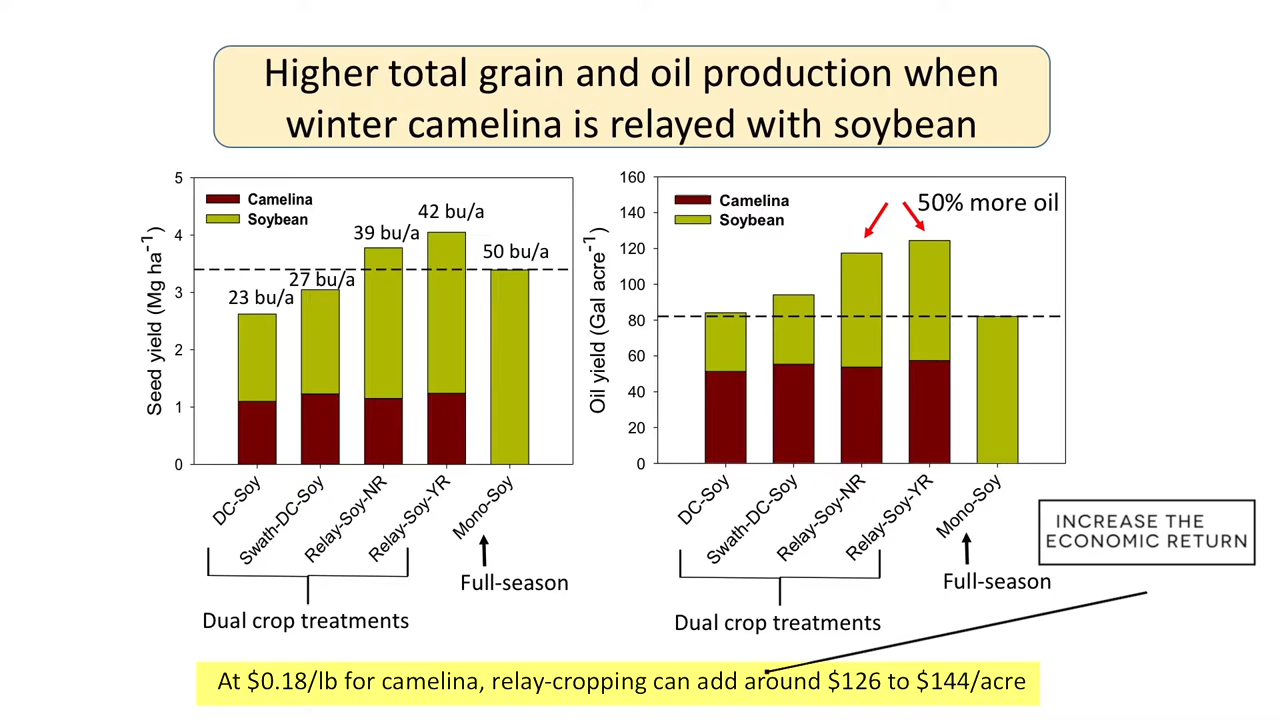 Higher total grain and oil production when
winter camelina is relayed with soybean
5
4
3
2
1
0
Seed yield (Mg ha-1)
Camelina
Soybean
23 bu/a
27 bu/a
39 bu/a
42 bu/a
50 bu/a
DC-Soy
Swath-DC-Soy
Relay-Soy-NR
Relay-Soy-YR
Mono-Soy
Dual crop treatments
Full-season
160
140
120
100
80
60
40
20
0
Oil yield (Gal acre-1)
Camelina
Soybean
50% more oil
DC-Soy
Swath-DC-Soy
Relay-Soy-NR
Relay-Soy-YR
Mono-Soy
Dual crop treatments
Full-season
INCREASE THE
ECONOMIC RETURN
At $0.18/lb for camelina, relay-cropping can add around $126 to $144/acre